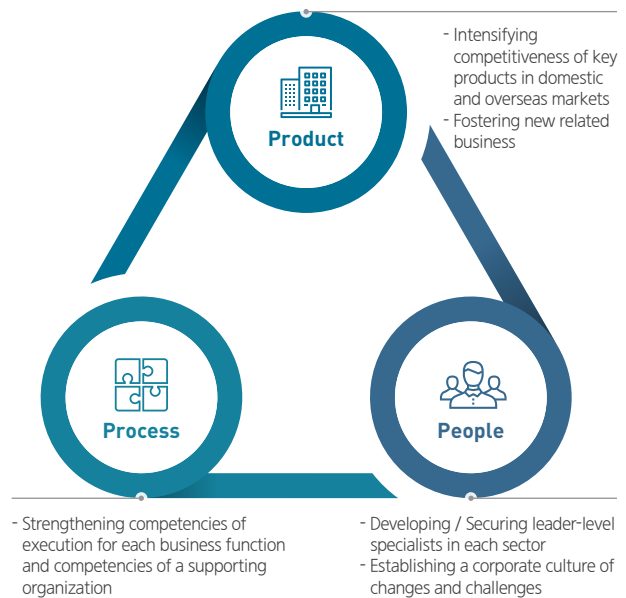 - Intensifying
competitiveness of key
products in domestic
and overseas markets
- Fostering new related
business
Product
Process
People
- Strengthening competencies of
execution for each business function
and competencies of a supporting
organization
- Developing / Securing leader-level
specialists in each sector
- Establishing a corporate culture of
changes and challenges